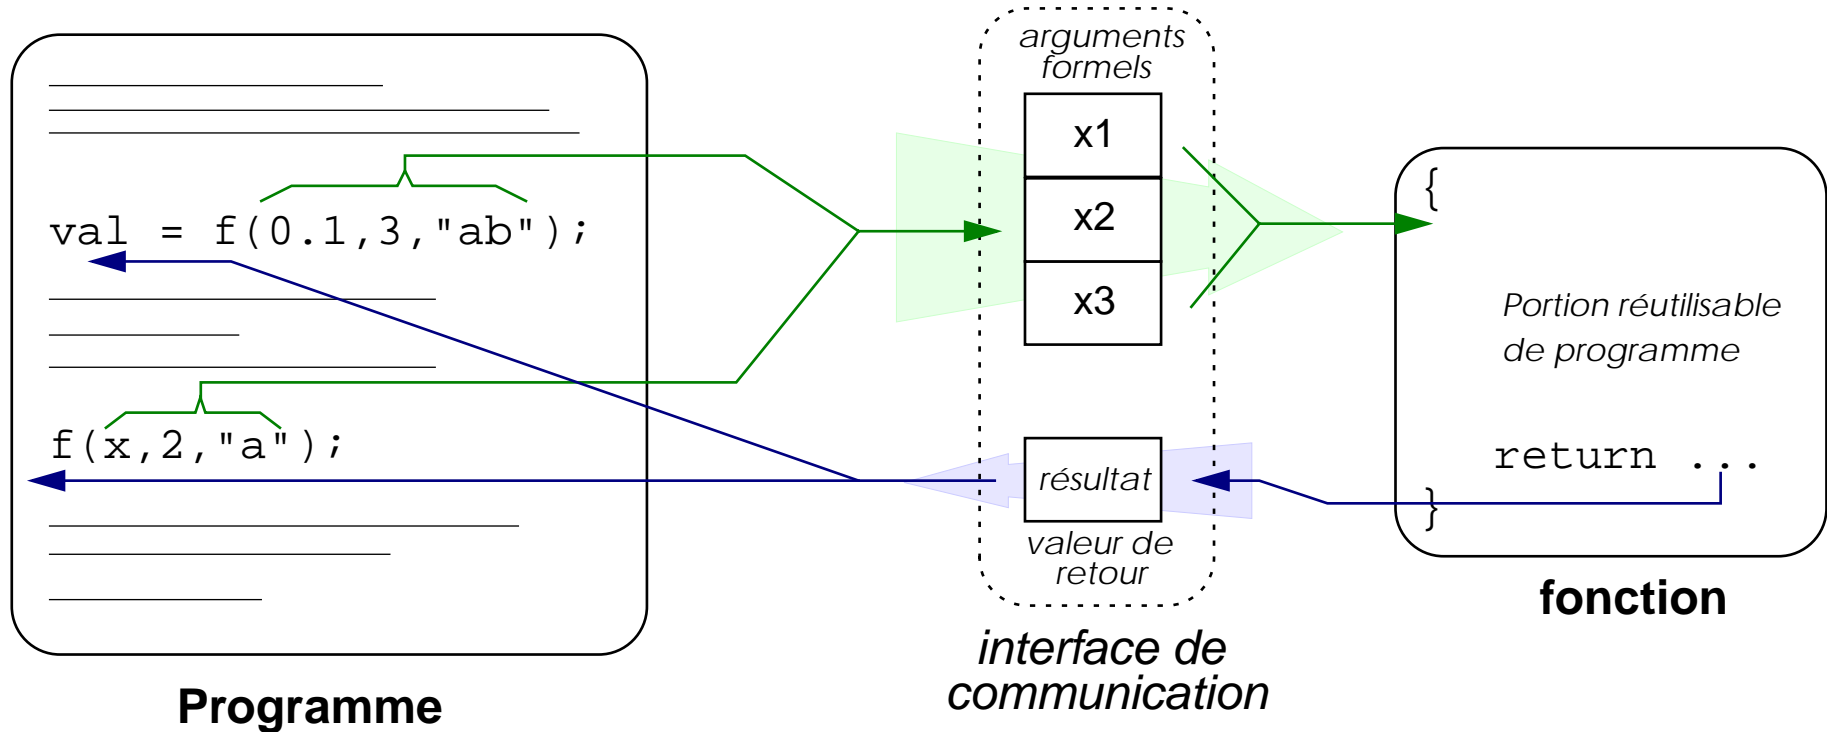 val = f(0.1,3,"ab");
f(x,2,"a");
Programme
arguments
formels
x1
x2
x3
résultat
valeur de
retour
interface de
communication
{
Portion réutilisable
de programme
return ...
}
fonction